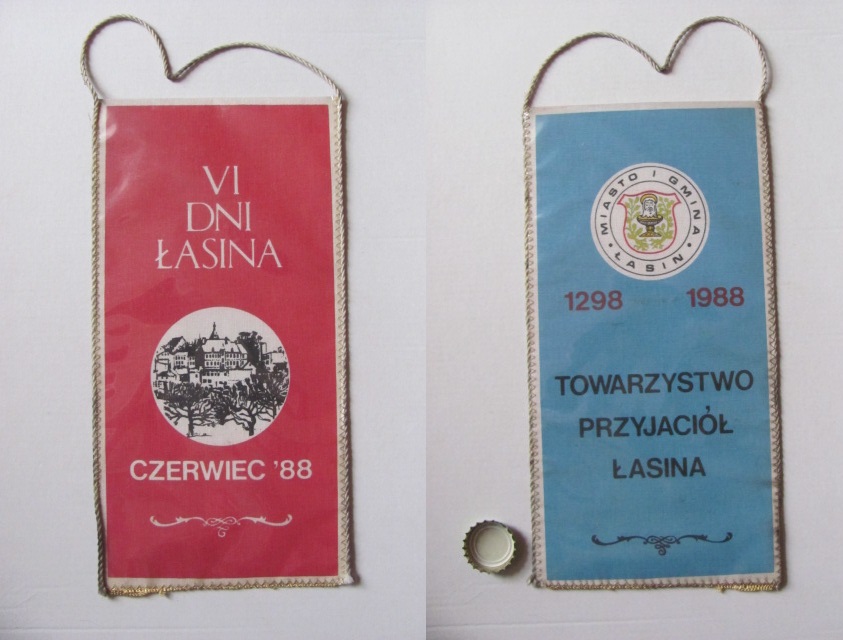 VI
DNI
ŁASINA
CZERWIEC '88
MIASTO I GMINA
• ŁASIN •
1298 1988
TOWARZYSTWO
PRZYJACIÓŁ
ŁASINA